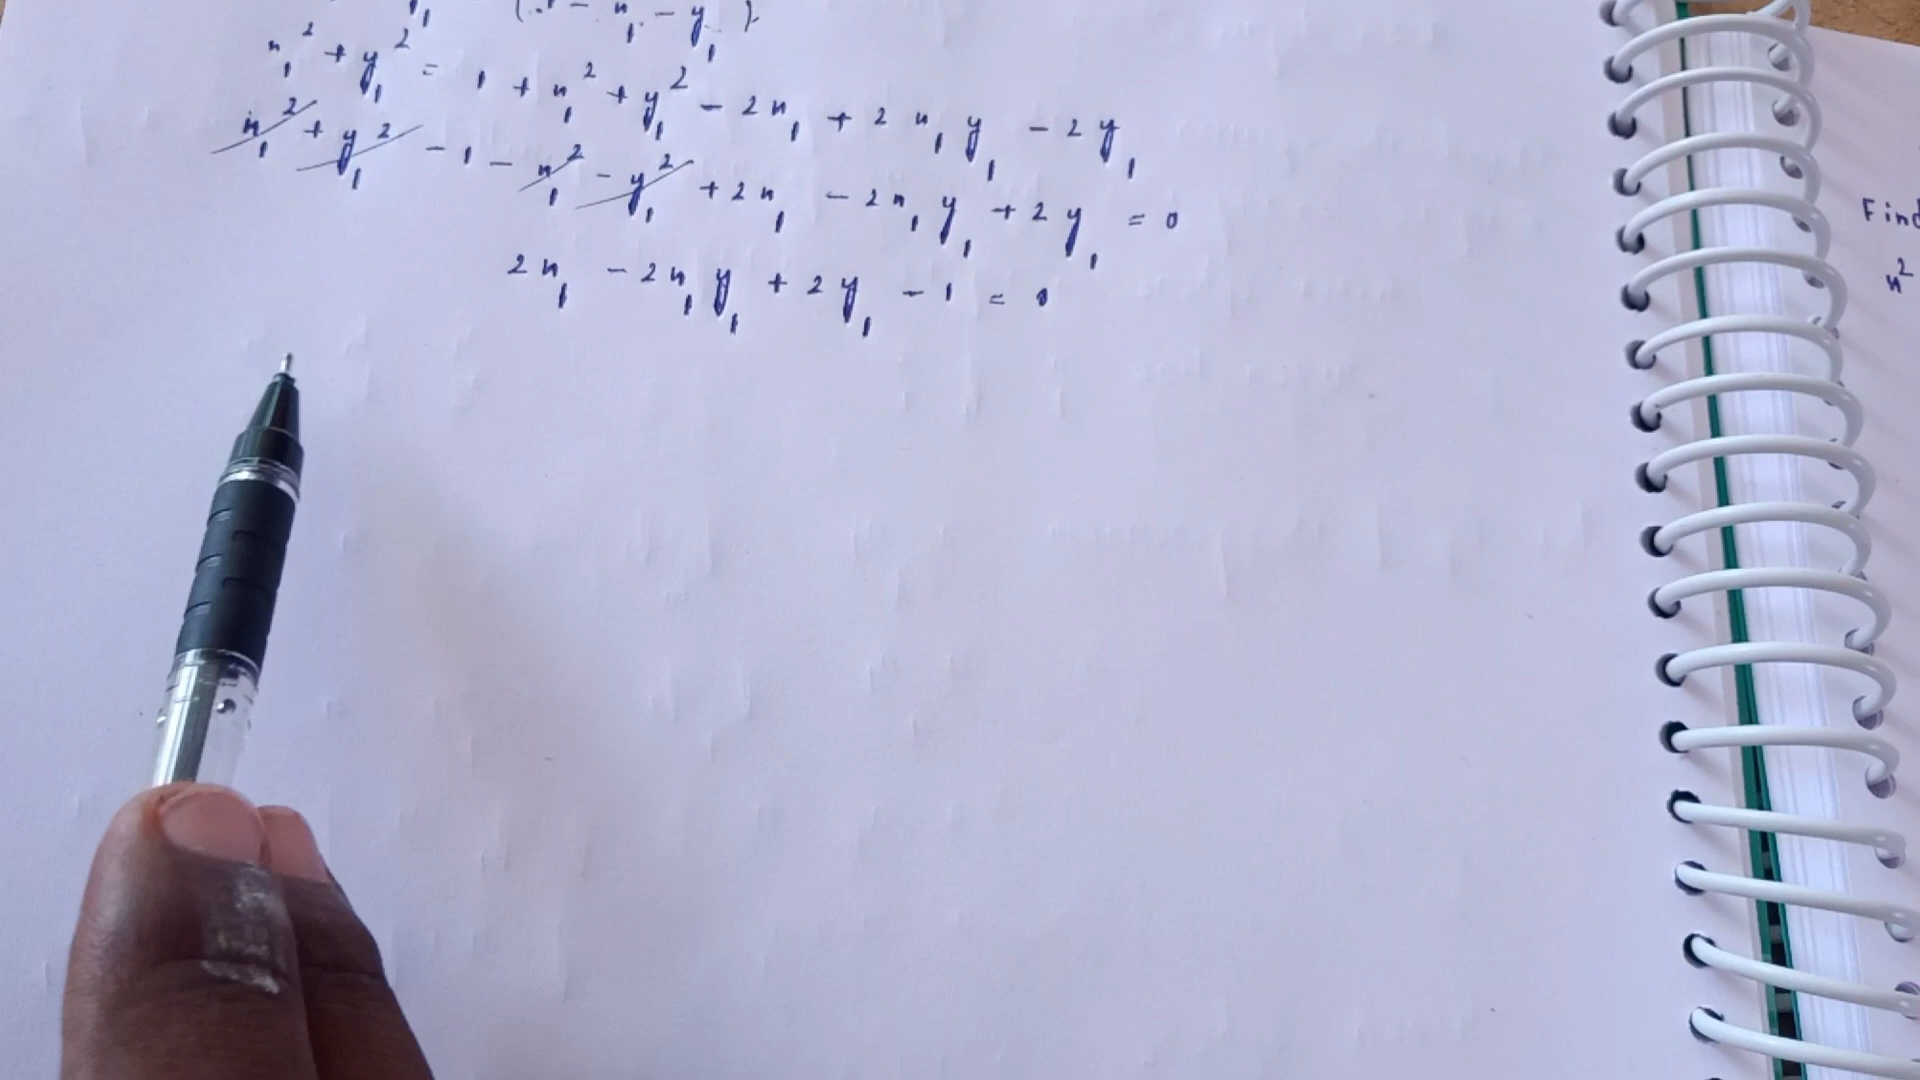 x₁² + y₁² = 1 + x₁² + y₁² - 2x₁ + 2x₁y₁ - 2y₁
x₁² + y₁² - 1 - x₁² - y₁² + 2x₁ - 2x₁y₁ + 2y₁ = 0
2x₁ - 2x₁y₁ + 2y₁ - 1 = 0
x²